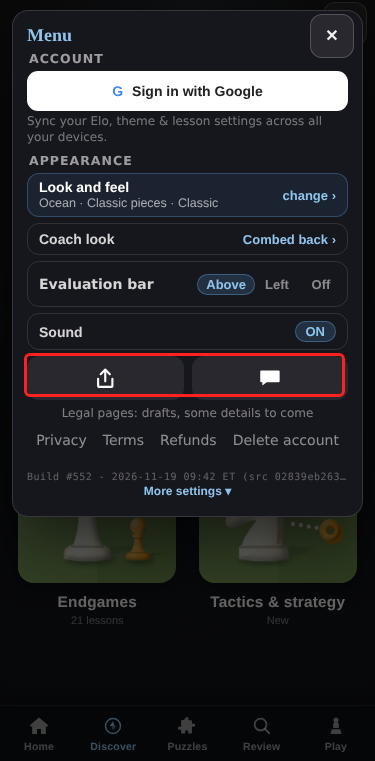 Menu
×
ACCOUNT
G Sign in with Google
Sync your Elo, theme & lesson settings across all
your devices.
APPEARANCE
Look and feel
Ocean · Classic pieces · Classic
change ›
Coach look
Combed back ›
Evaluation bar
Above Left Off
Sound
ON
Legal pages: drafts, some details to come
Privacy Terms Refunds Delete account
Build #552 - 2026-11-19 09:42 ET (src 02839eb263…
More settings ▾
Endgames
21 lessons
Tactics & strategy
New
Home Discover Puzzles Review Play